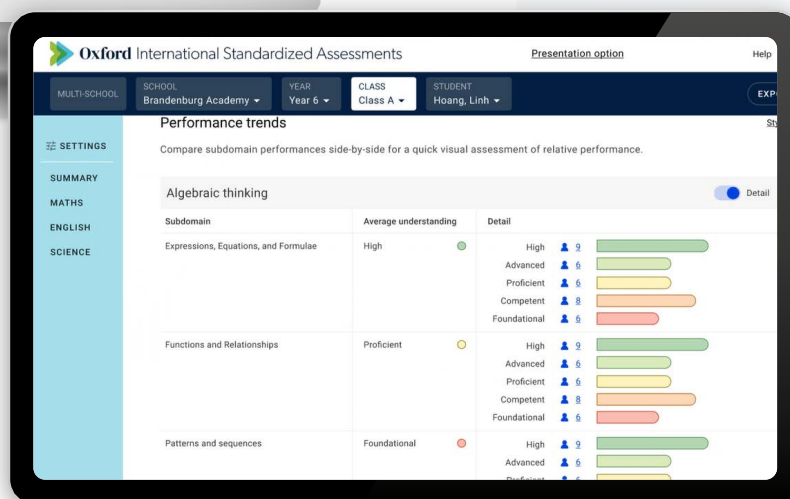 Oxford International Standardized Assessments
Presentation option
Help
MULTI-SCHOOL
SCHOOL
Brandenburg Academy
YEAR
Year 6
CLASS
Class A
STUDENT
Hoang, Linh
SETTINGS
SUMMARY
MATHS
ENGLISH
SCIENCE
Performance trends
Compare subdomain performances side-by-side for a quick visual assessment of relative performance.
Algebraic thinking
Detail
Subdomain Average understanding Detail
Expressions, Equations, and Formulae High High 9
Advanced 6
Proficient 6
Competent 8
Foundational 6
Functions and Relationships Proficient High 9
Advanced 6
Proficient 6
Competent 8
Foundational 6
Patterns and sequences Foundational High 9
Advanced 6